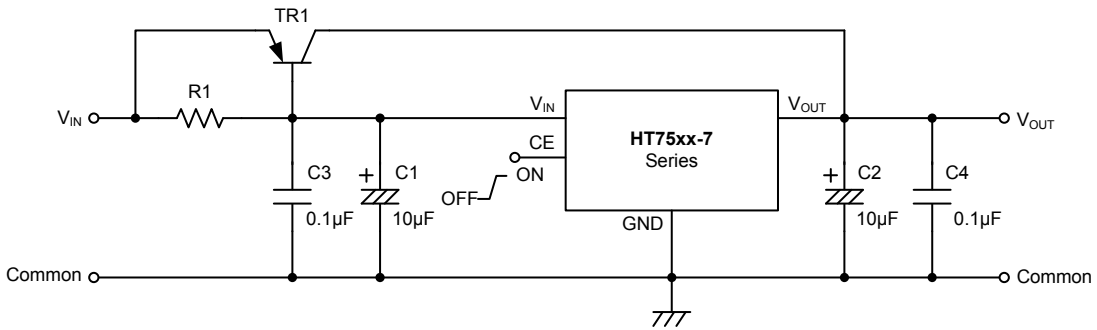 TR1
R1
VIN
VIN
HT75xx-7
Series
VOUT
VOUT
CE
ON
OFF
C3
0.1µF
+
C1
10µF
GND
+
C2
10µF
C4
0.1µF
Common
Common